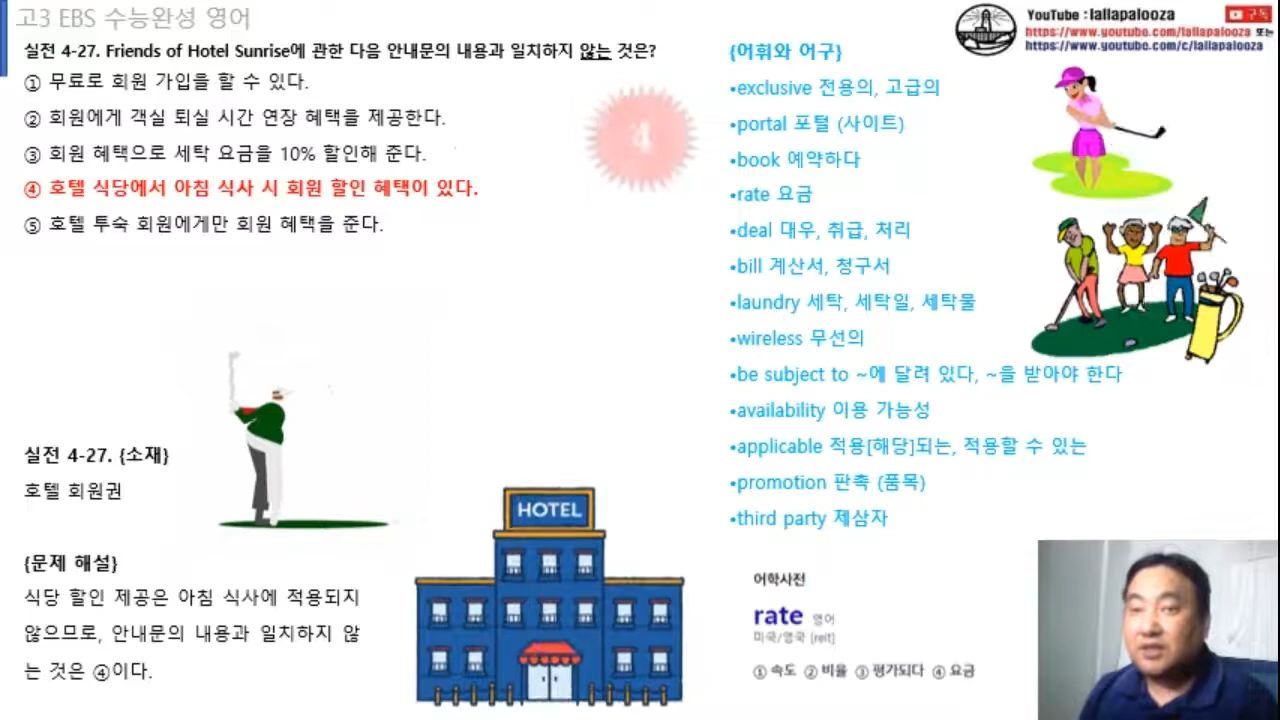 고3 EBS 수능완성 영어
실전 4-27. Friends of Hotel Sunrise에 관한 다음 안내문의 내용과 일치하지 않는 것은?
① 무료로 회원 가입을 할 수 있다.
② 회원에게 객실 퇴실 시간 연장 혜택을 제공한다.
③ 회원 혜택으로 세탁 요금을 10% 할인해 준다.
④ 호텔 식당에서 아침 식사 시 회원 할인 혜택이 있다.
⑤ 호텔 투숙 회원에게만 회원 혜택을 준다.
4
실전 4-27. {소재}
호텔 회원권
{문제 해설}
식당 할인 제공은 아침 식사에 적용되지
않으므로, 안내문의 내용과 일치하지 않
는 것은 ④이다.
HOTEL
{어휘와 어구}
•exclusive 전용의, 고급의
•portal 포털 (사이트)
•book 예약하다
•rate 요금
•deal 대우, 취급, 처리
•bill 계산서, 청구서
•laundry 세탁, 세탁일, 세탁물
•wireless 무선의
•be subject to ~에 달려 있다, ~을 받아야 한다
•availability 이용 가능성
•applicable 적용[해당]되는, 적용할 수 있는
•promotion 판촉 (품목)
•third party 제삼자
어학사전
rate 영어
미국/영국 [reit]
① 속도 ② 비율 ③ 평가되다 ④ 요금
YouTube : lallapalooza 구독
https://www.youtube.com/lallapalooza 또는
https://www.youtube.com/c/lallapalooza